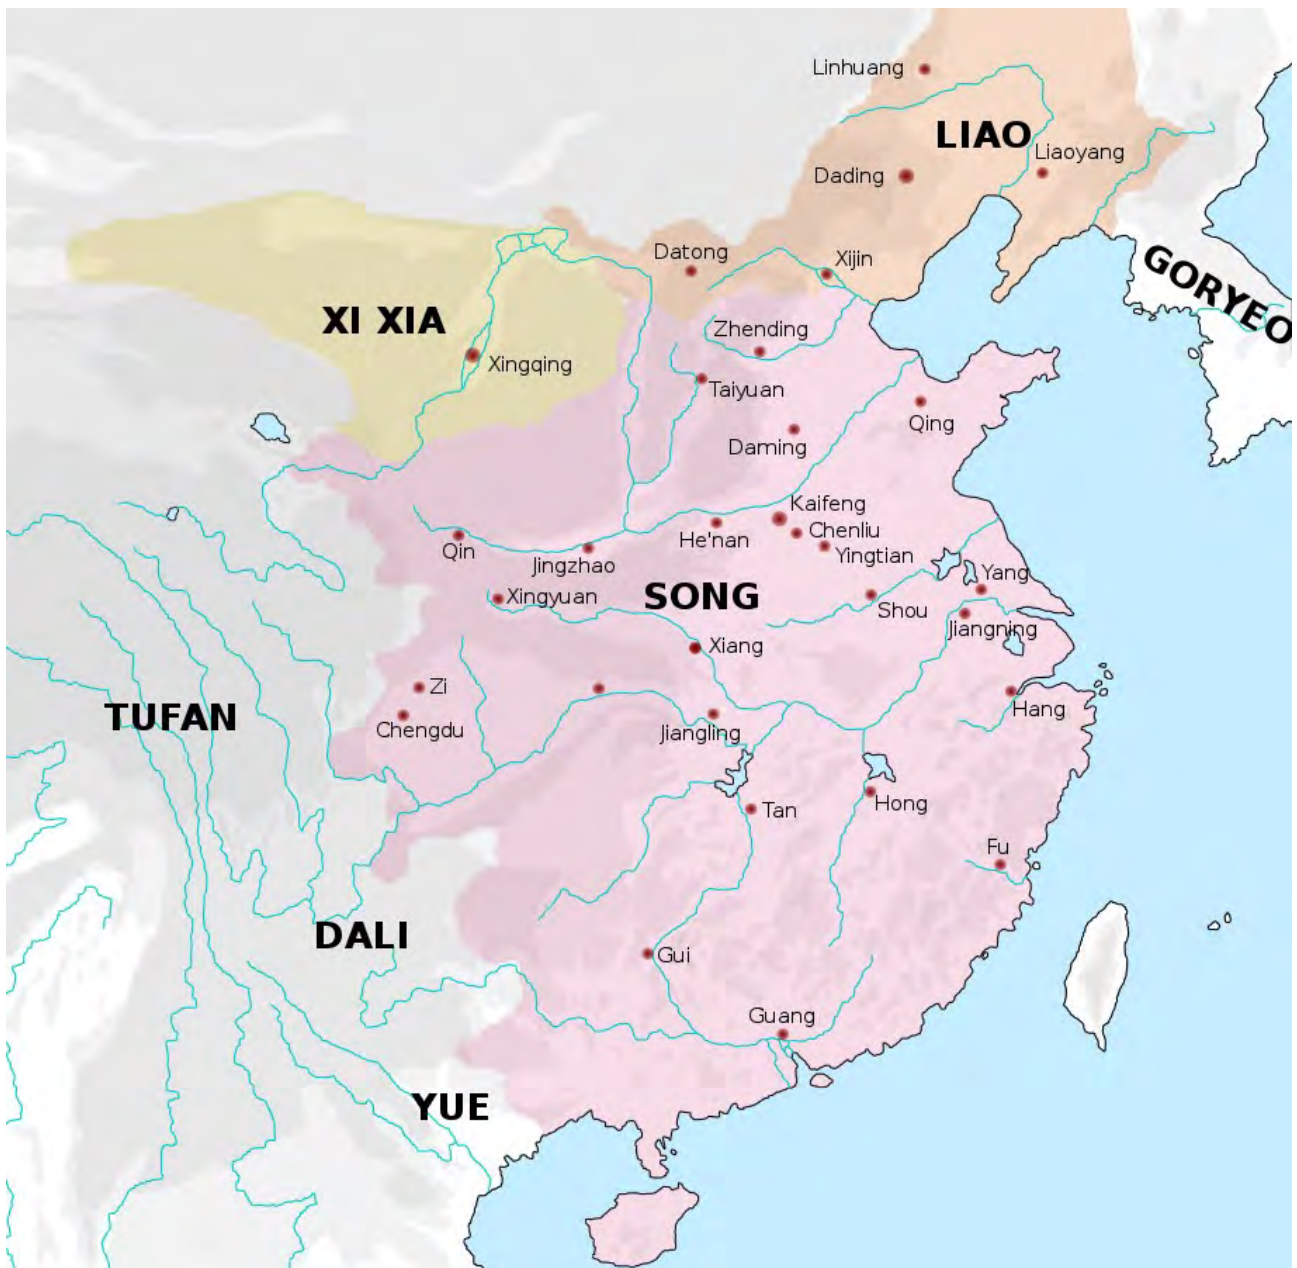 Linhuang
LIAO
Liaoyang
Dading
Datong
Xijin
GORYEO
XI XIA
Zhending
Xingqing
Taiyuan
Qing
Daming
Kaifeng
Chenliu
He'nan
Yingtian
Qin
Jingzhao
Yang
Xingyuan
SONG
Shou
Jiangning
Xiang
Zi
Hang
TUFAN
Chengdu
Jiangling
Hong
Tan
Fu
DALI
Gui
Guang
YUE